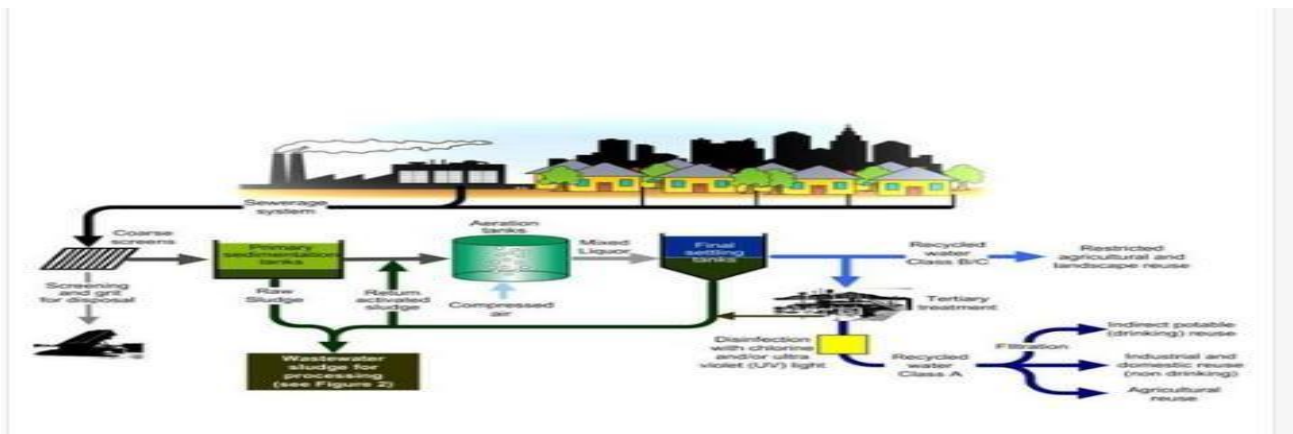 Sewerage
system
Coarse
screens
Primary
sedimentation
tanks
Aeration
tanks
Mixed
Liquor
Final
settling
tanks
Recycled
water
Class B/C
Restricted
agricultural and
landscape reuse
Screening
and grit
for disposal
Raw
Sludge
Return
activated
sludge
Compressed
air
Tertiary
treatment
Wastewater
sludge for
processing
(see Figure 2)
Disinfection
with chlorine
and/or ultra
violet (UV) light
Recycled
water
Class A
Filtration
Indirect potable
(drinking) reuse
Industrial and
domestic reuse
(non drinking)
Agricultural
reuse